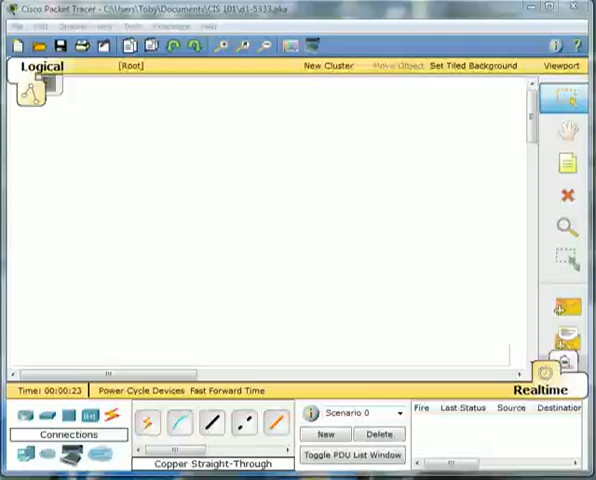 Cisco Packet Tracer - C:\Users\Toby\Documents\CIS 101\d1-5333.pka
Logical
[Root]
New Cluster
Move Object
Set Tiled Background
Viewport
Time: 00:00:23
Power Cycle Devices Fast Forward Time
Realtime
Connections
Copper Straight-Through
Scenario 0
New
Delete
Toggle PDU List Window
Fire
Last Status
Source
Destination